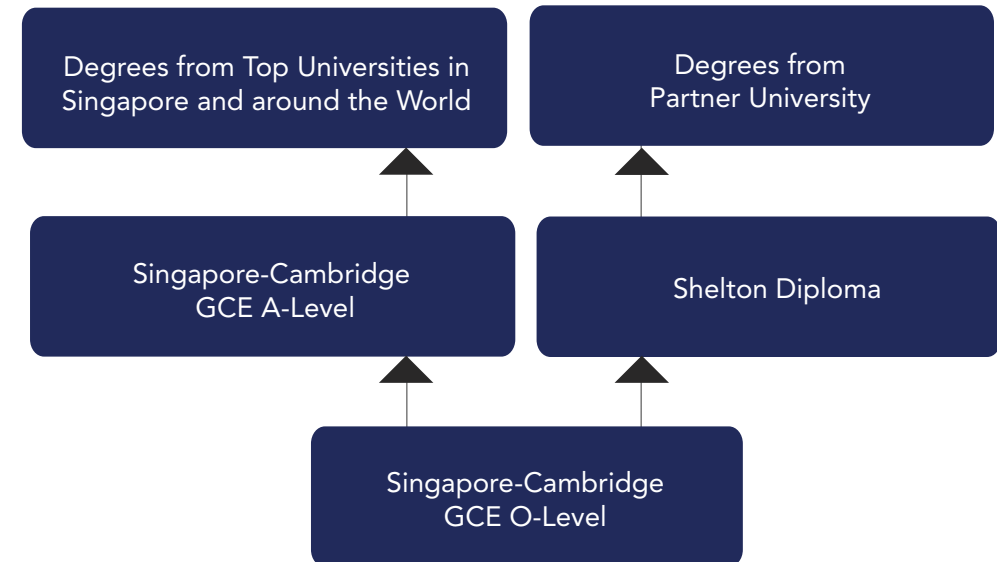 Degrees from Top Universities in
Singapore and around the World
Degrees from
Partner University
Singapore-Cambridge
GCE A-Level
Shelton Diploma
Singapore-Cambridge
GCE O-Level